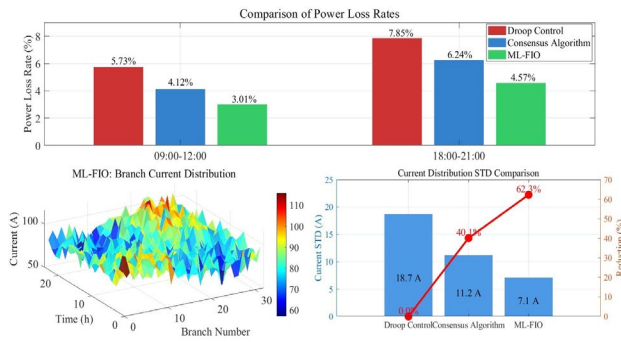 Comparison of Power Loss Rates
Power Loss Rate (%)
8
6
4
2
0
5.73%
4.12%
3.01%
7.85%
6.24%
4.57%
Droop Control
Consensus Algorithm
ML-FIO
09:00-12:00
18:00-21:00
ML-FIO: Branch Current Distribution
Current (A)
100
50
20
10
0
Time (h)
0
10
20
30
Branch Number
110
100
90
80
70
60
Current Distribution STD Comparison
Current STD (A)
25
20
15
10
5
0
18.7 A
11.2 A
7.1 A
0.0%
40.1%
62.3%
70
60
50
40
30
20
10
0
Reduction (%)
Droop Control
Consensus Algorithm
ML-FIO